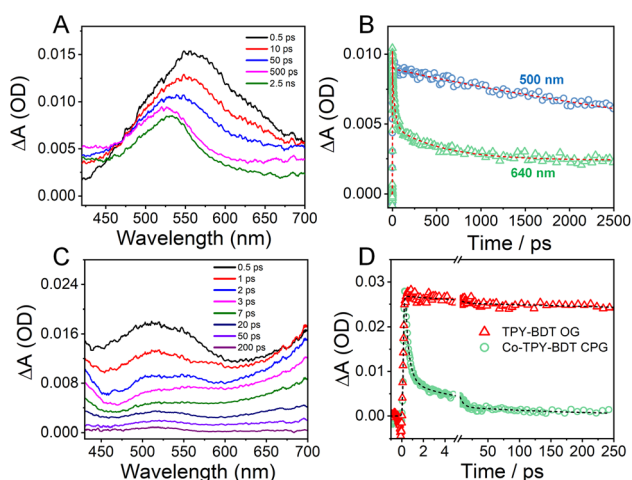 A
0.5 ps
10 ps
50 ps
500 ps
2.5 ns
0.015
0.010
0.005
0.000
ΔA (OD)
450 500 550 600 650 700
Wavelength (nm)
B
0.010
0.005
0.000
ΔA (OD)
500 nm
640 nm
0 500 1000 1500 2000 2500
Time / ps
C
0.5 ps
1 ps
2 ps
3 ps
7 ps
20 ps
50 ps
200 ps
0.024
0.016
0.008
0.000
ΔA (OD)
450 500 550 600 650 700
Wavelength (nm)
D
0.03
0.02
0.01
0.00
ΔA (OD)
TPY-BDT OG
Co-TPY-BDT CPG
0 2 4 50 100 150 200 250
Time / ps